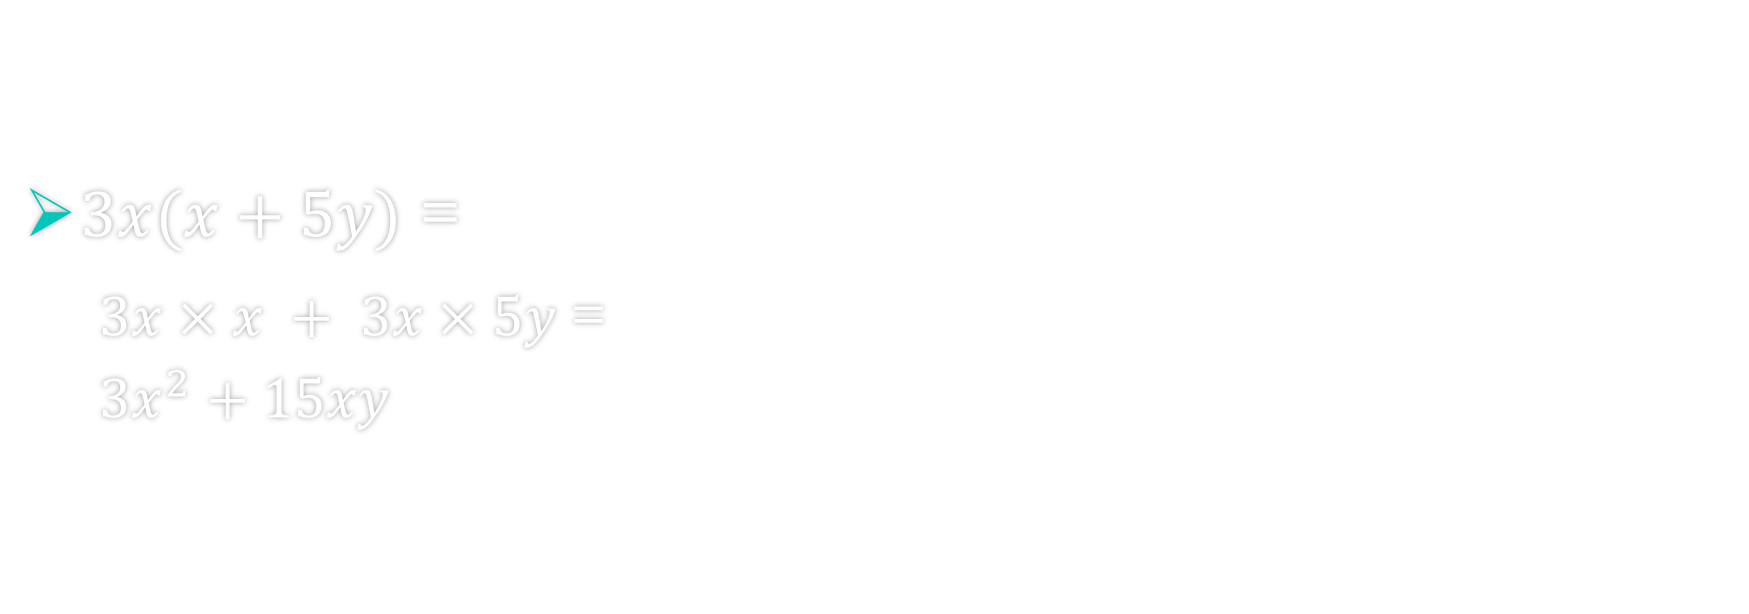 3x(x + 5y) =
3x × x + 3x × 5y =
3x² + 15xy